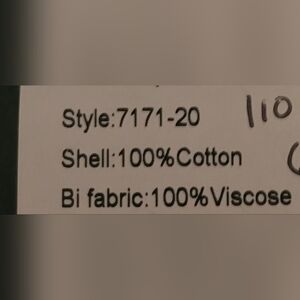 Style:7171-20 110
Shell:100%Cotton
Bi fabric:100%Viscose